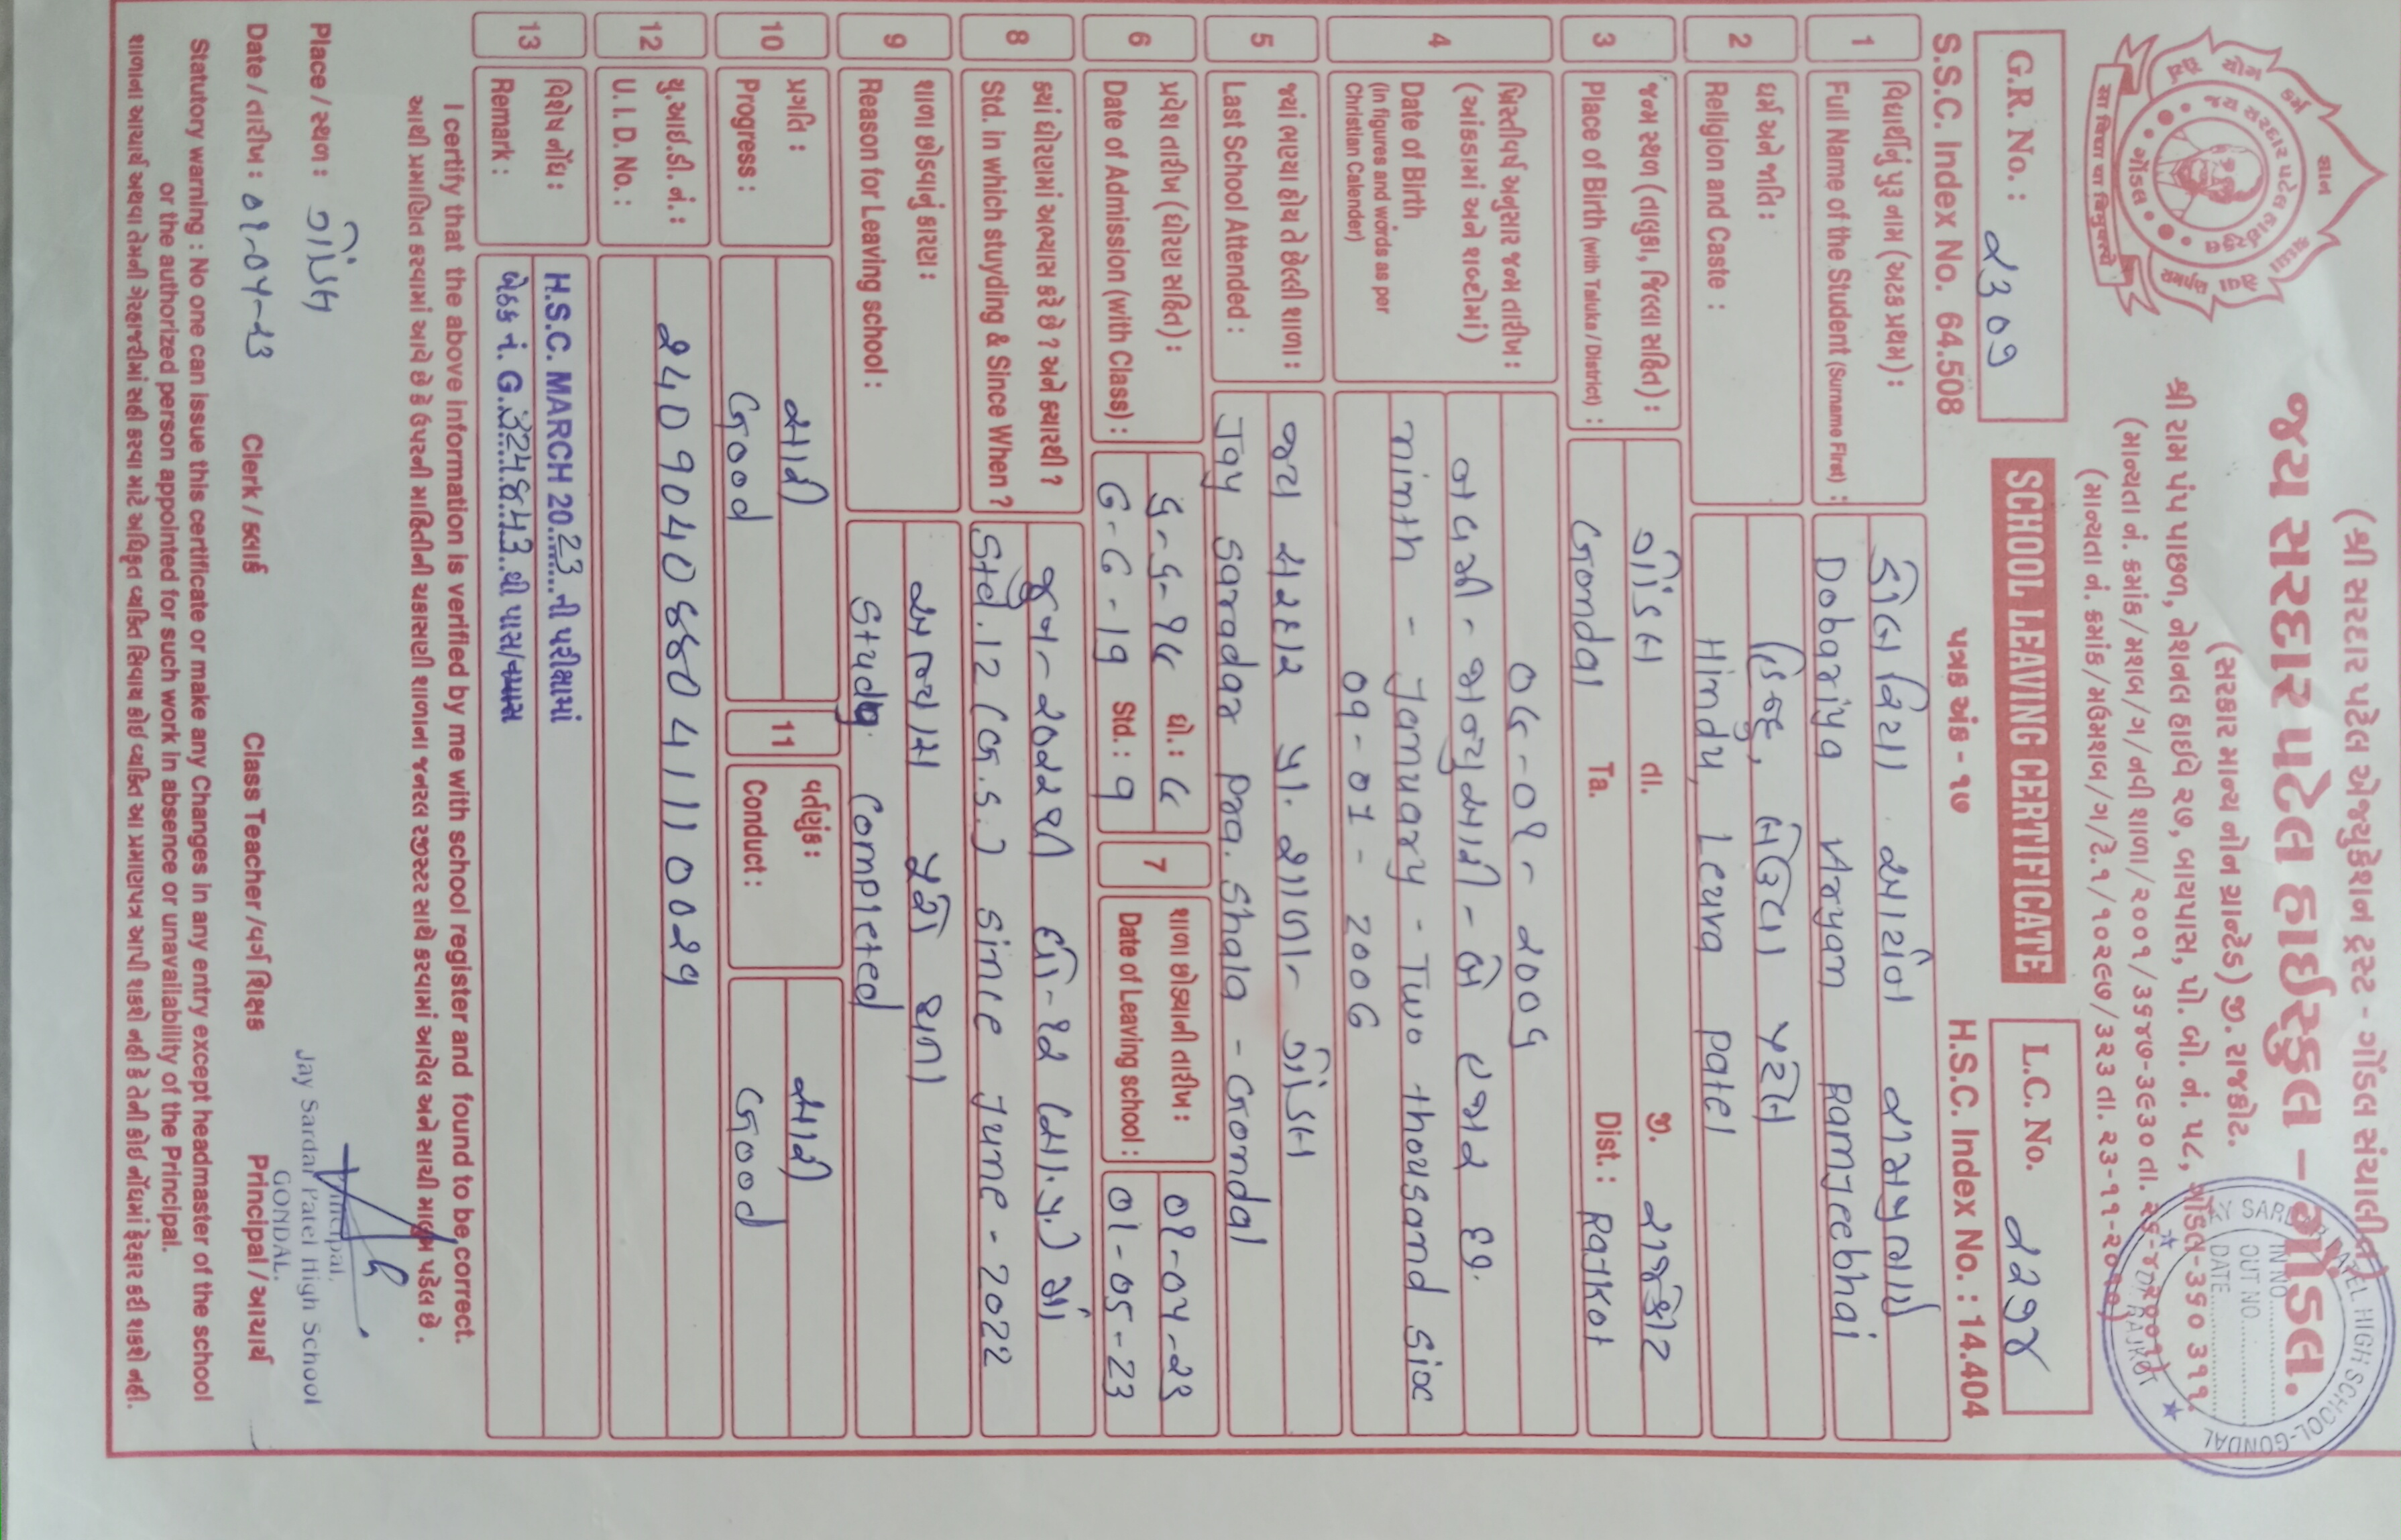 (શ્રી સરદાર પટેલ એજ્યુકેશન ટ્રસ્ટ - ગોંડલ સંચાલીત)
જય સરદાર પટેલ હાઈસ્કુલ – ગોંડલ.
(સરકાર માન્ય નોન ગ્રાન્ટેડ) જી. રાજકોટ.
શ્રી રામ પંપ પાછળ, નેશનલ હાઈવે ૨૭, બાયપાસ, પો. બો. નં. ૫૮, ગોંડલ-૩૬૦ ૩૧૧.
(માન્યતા નં. ક્રમાંક/મશબ/ગ/નવી શાળા/૨૦૦૧/૩૬૪૭-૩૯૩૦ તા. ૨૬-૪-૨૦૦૧)
(માન્યતા નં. ક્રમાંક/મઉમશબ/ગ/ટે.૧/૧૦૨૯૭/૩૨૩ તા. ૨૩-૧૧-૨૦૧૦)
જ્ઞાન
કર્મ
શ્રધ્ધા
યોગ
સેવા
ધૈર્ય
સમર્પણ
જય સરદાર પટેલ હાઈસ્કુલ
ગોંડલ
सा विद्या या विमुक्तये
JAY SARDAR PATEL HIGH SCHOOL-GONDAL
IN NO.
OUT NO.
DATE
DI. RAJKOT
G.R. No. : ૨૩૦૭
SCHOOL LEAVING CERTIFICATE
L.C. No. ૨૨૭૪
S.S.C. Index No. 64.508
પત્રક અંક - ૧૭
H.S.C. Index No. : 14.404
1 વિદ્યાર્થીનું પુરૂ નામ (અટક પ્રથમ) : ડોબરિયા આર્યન રામજીભાઈ
Full Name of the Student (Surname First) : Dobariya Aryan Ramjeebhai
2 ધર્મ અને જાતિ : હિન્દુ, લેઉવા પટેલ
Religion and Caste : Hindu, Leuva Patel
3 જન્મ સ્થળ (તાલુકા, જિલ્લા સહિત) : ગોંડલ તા. જી. રાજકોટ
Place of Birth (with Taluka / District) : Gondal Ta. Dist. : Rajkot
4 ખ્રિસ્તીવર્ષ અનુસાર જન્મ તારીખ : ૦૯-૦૧- ૨૦૦૬
(આંકડામાં અને શબ્દોમાં) નવમી - જાન્યુઆરી - બે હજાર છ.
Date of Birth ninth - January - Two thousand six
(in figures and words as per
Christian Calender) 09-01- 2006
5 જ્યાં ભણ્યા હોય તે છેલ્લી શાળા : જય સરદાર પ્રા. શાળા- ગોંડલ
Last School Attended : Jay Saradar Pra. Shala - Gondal
6 પ્રવેશ તારીખ (ધોરણ સહિત) : ૬-૬-૧૯ ધો. : ૯ 7 શાળા છોડ્યાની તારીખ : ૦૧-૦૫-૨૩
Date of Admission (with Class) : 6-6-19 Std. : 9 Date of Leaving school : 01-05-23
8 ક્યાં ધોરણમાં અભ્યાસ કરે છે ? અને ક્યારથી ? જુન-૨૦૨૨થી ધો-૧૨ (સા.પ્ર.) માં
Std. in which stuyding & Since When ? Std.12 (G.S.) since June-2022
9 શાળા છોડવાનું કારણ : અભ્યાસ પૂરો થતા
Reason for Leaving school : Study Completed
10 પ્રગતિ : સારી 11 વર્તણુંક : સારી
Progress : Good Conduct : Good
12 યુ.આઈ.ડી. નં. :
U. I. D. No. :
13 વિશેષ નોંધ : H.S.C. MARCH 2023 ની પરીક્ષામાં
Remark : બેઠક નં. G.324843 થી પાસ/નપાસ
I certify that the above information is verified by me with school register and found to be correct.
આથી પ્રમાણિત કરવામાં આવે છે કે ઉપરની માહિતીની ચકાસણી શાળાના જનરલ રજીસ્ટર સાથે કરવામાં આવેલ અને સાચી માલુમ પડેલ છે .
Place / સ્થળ : ગોંડલ
Principal,
Jay Sardar Patel High School
GONDAL.
Date / તારીખ : ૦૧-૦૫-૨૩ Clerk / ક્લાર્ક Class Teacher /વર્ગ શિક્ષક Principal / આચાર્ય
Statutory warning : No one can issue this certificate or make any Changes in any entry except headmaster of the school
or the authorized person appointed for such work in absence or unavailability of the Principal.
શાળાના આચાર્ય અથવા તેમની ગેરહાજરીમાં સહી કરવા માટે અધિકૃત વ્યક્તિ સિવાય કોઈ વ્યક્તિ આ પ્રમાણપત્ર આપી શકશે નહી કે તેની કોઈ નોંધમાં ફેરફાર કરી શકશે નહી.